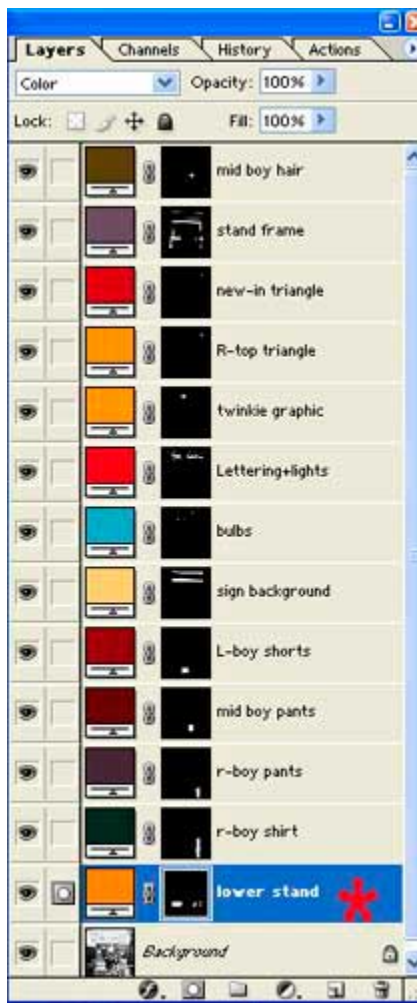 Layers Channels History Actions
Color Opacity: 100%
Lock: Fill: 100%
mid boy hair
stand frame
new-in triangle
R-top triangle
twinkie graphic
Lettering+lights
bulbs
sign background
L-boy shorts
mid boy pants
r-boy pants
r-boy shirt
lower stand
Background